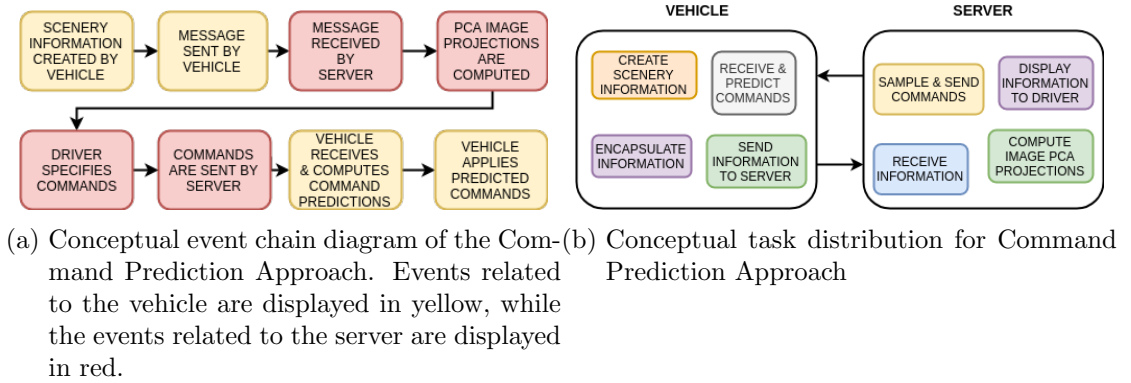 SCENERY
INFORMATION
CREATED BY
VEHICLE
MESSAGE
SENT BY
VEHICLE
MESSAGE
RECEIVED
BY
SERVER
PCA IMAGE
PROJECTIONS
ARE
COMPUTED
DRIVER
SPECIFIES
COMMANDS
COMMANDS
ARE SENT BY
SERVER
VEHICLE
RECEIVES
& COMPUTES
COMMAND
PREDICTIONS
VEHICLE
APPLIES
PREDICTED
COMMANDS
(a) Conceptual event chain diagram of the Com-
mand Prediction Approach. Events related
to the vehicle are displayed in yellow, while
the events related to the server are displayed
in red.
VEHICLE
CREATE
SCENERY
INFORMATION
RECEIVE &
PREDICT
COMMANDS
ENCAPSULATE
INFORMATION
SEND
INFORMATION
TO SERVER
SERVER
SAMPLE & SEND
COMMANDS
DISPLAY
INFORMATION
TO DRIVER
RECEIVE
INFORMATION
COMPUTE
IMAGE PCA
PROJECTIONS
(b) Conceptual task distribution for Command
Prediction Approach